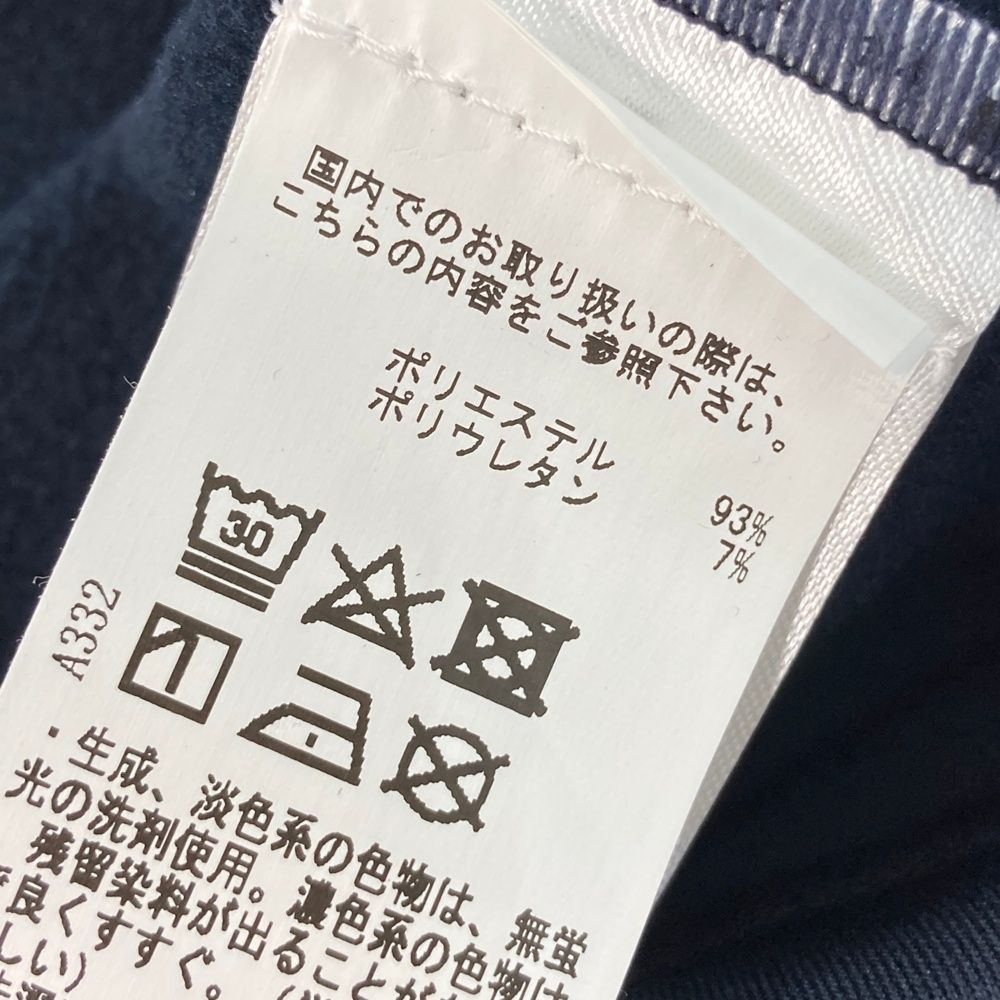 国内でのお取り扱いの際は、
こちらの内容をご参照下さい。
ポリエステル 93%
ポリウレタン 7%
30
A332
・生成、淡色系の色物は、無蛍
光の洗剤使用。濃色系の色物は
残留染料が出ることが
良くすすぐ。
しい)